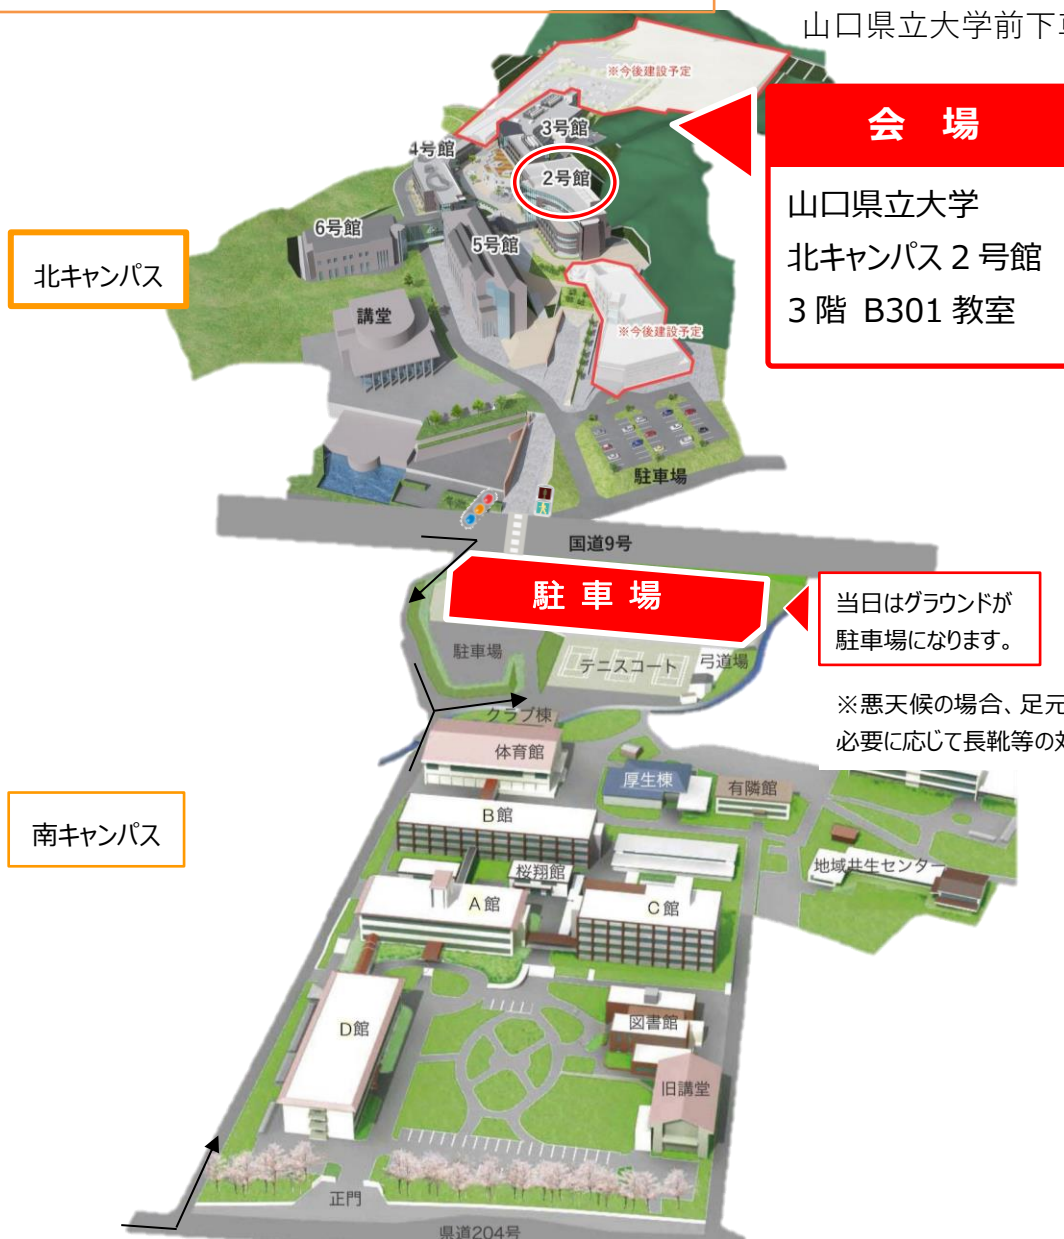 山口県立大学前下車
※今後建設予定
会 場
山口県立大学
北キャンパス 2 号館
3 階 B301 教室
3号館
4号館
2号館
6号館
5号館
北キャンパス
講堂
※今後建設予定
駐車場
国道9号
駐 車 場
当日はグラウンドが
駐車場になります。
駐車場
テニスコート
弓道場
※悪天候の場合、足元
必要に応じて長靴等の
クラブ棟
体育館
厚生棟
有隣館
南キャンパス
B館
桜翔館
地域共生センター
A館
C館
D館
図書館
旧講堂
正門
県道204号